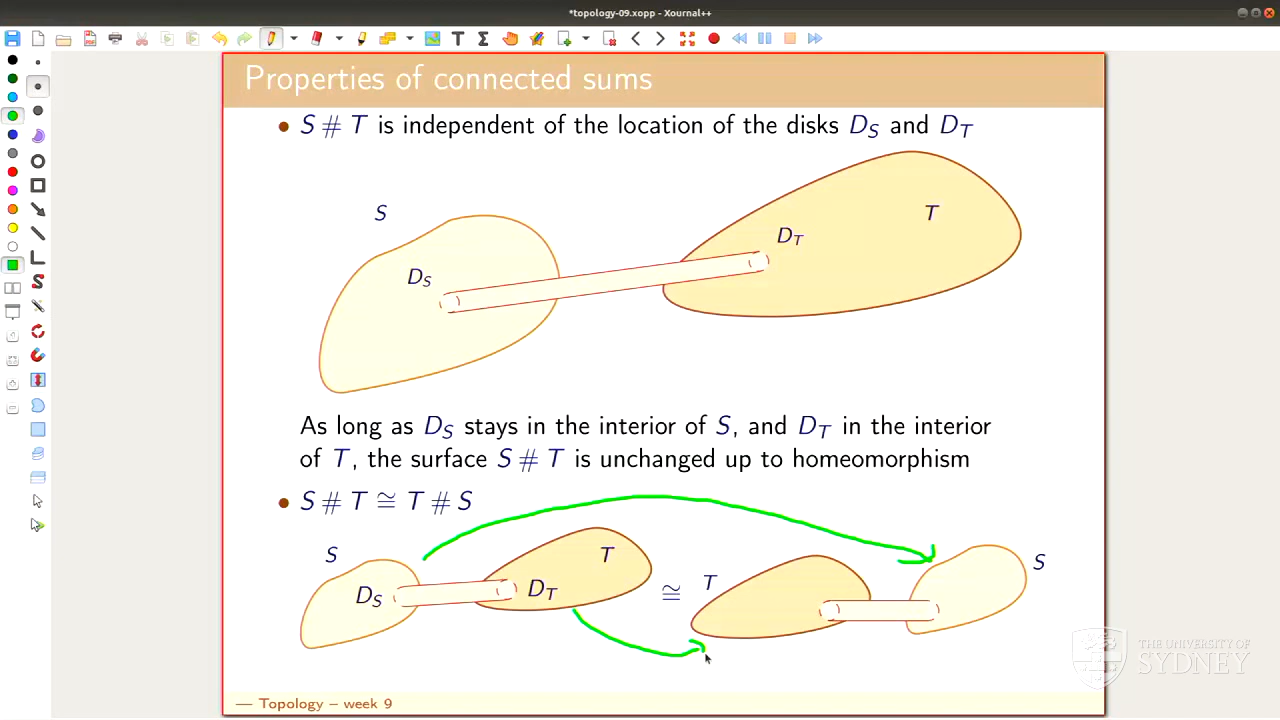 *topology-09.xopp - Xournal++
Properties of connected sums
• S # T is independent of the location of the disks D_S and D_T
S
T
D_T
D_S
As long as D_S stays in the interior of S, and D_T in the interior
of T, the surface S # T is unchanged up to homeomorphism
• S # T ≅ T # S
S
T
D_S
D_T
≅
T
S
THE UNIVERSITY OF
SYDNEY
— Topology – week 9